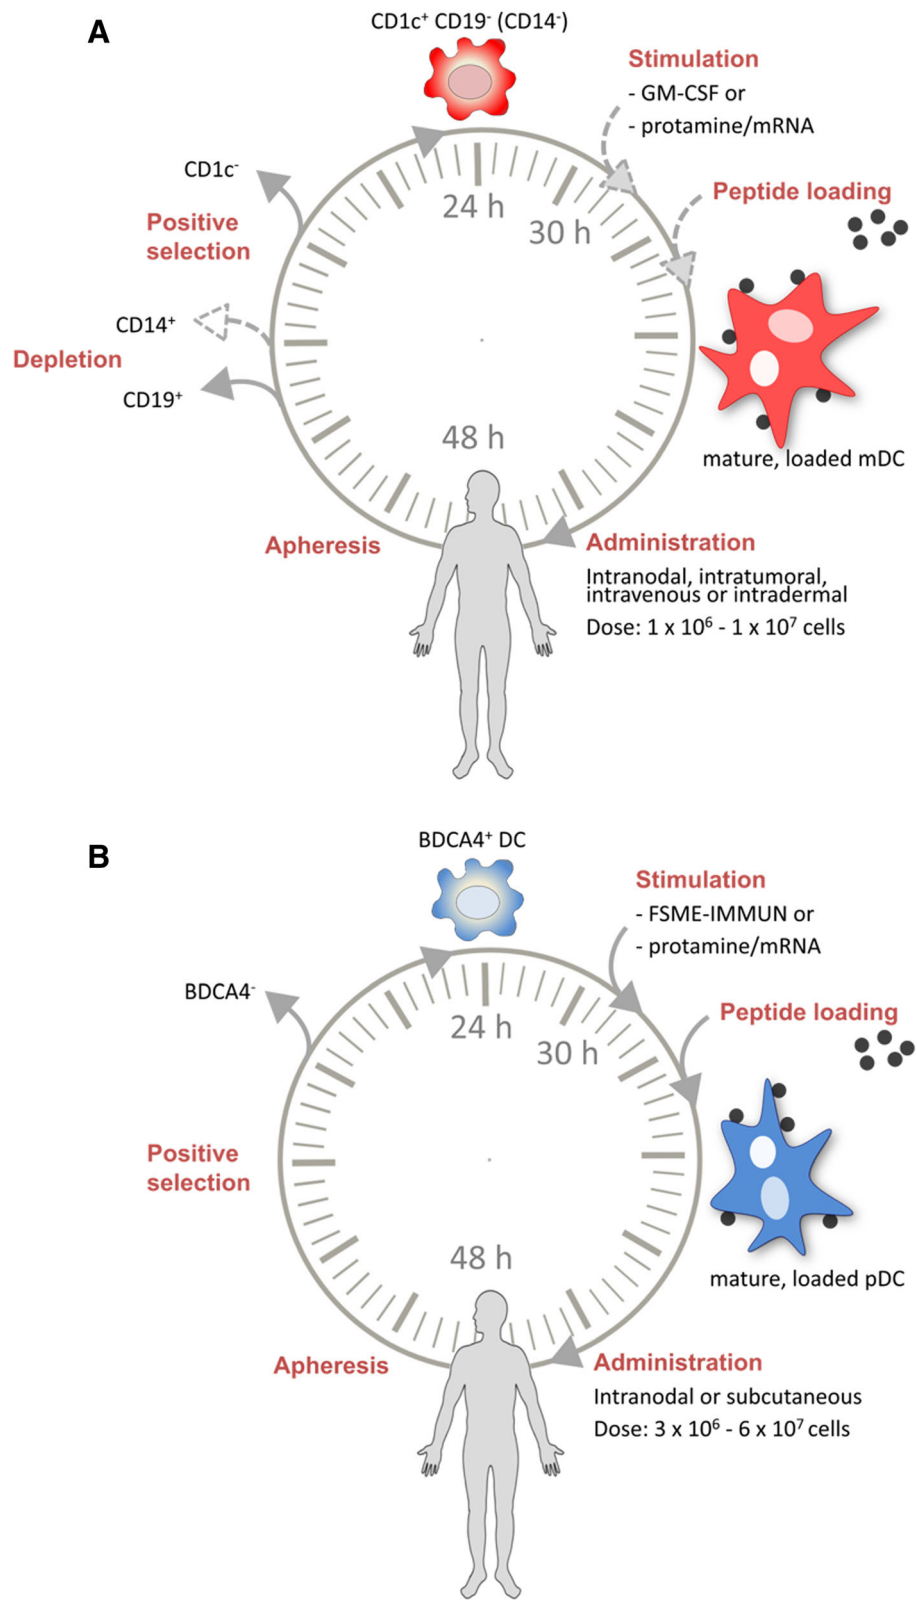 A
CD1c⁺ CD19⁻ (CD14⁻)
Stimulation
- GM-CSF or
- protamine/mRNA
CD1c⁻
Peptide loading
Positive
selection
24 h
30 h
CD14⁺
Depletion
CD19⁺
48 h
mature, loaded mDC
Apheresis
Administration
Intranodal, intratumoral,
intravenous or intradermal
Dose: 1 x 10⁶ - 1 x 10⁷ cells
B
BDCA4⁺ DC
Stimulation
- FSME-IMMUN or
- protamine/mRNA
BDCA4⁻
Peptide loading
24 h
30 h
Positive
selection
48 h
mature, loaded pDC
Apheresis
Administration
Intranodal or subcutaneous
Dose: 3 x 10⁶ - 6 x 10⁷ cells